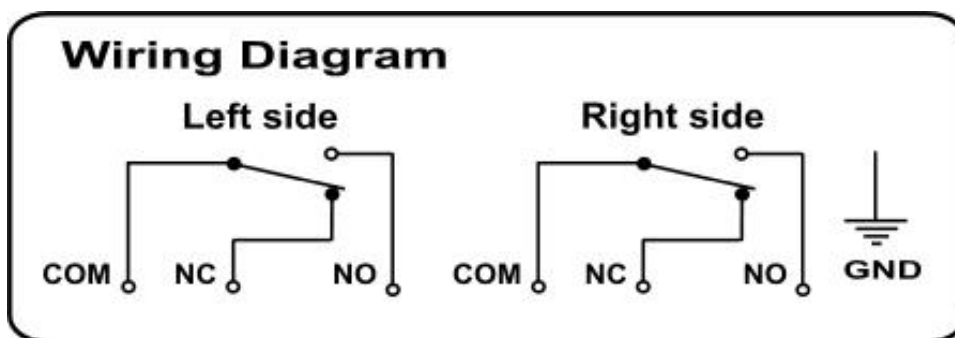 Wiring Diagram
Left side
Right side
COM NC NO COM NC NO GND